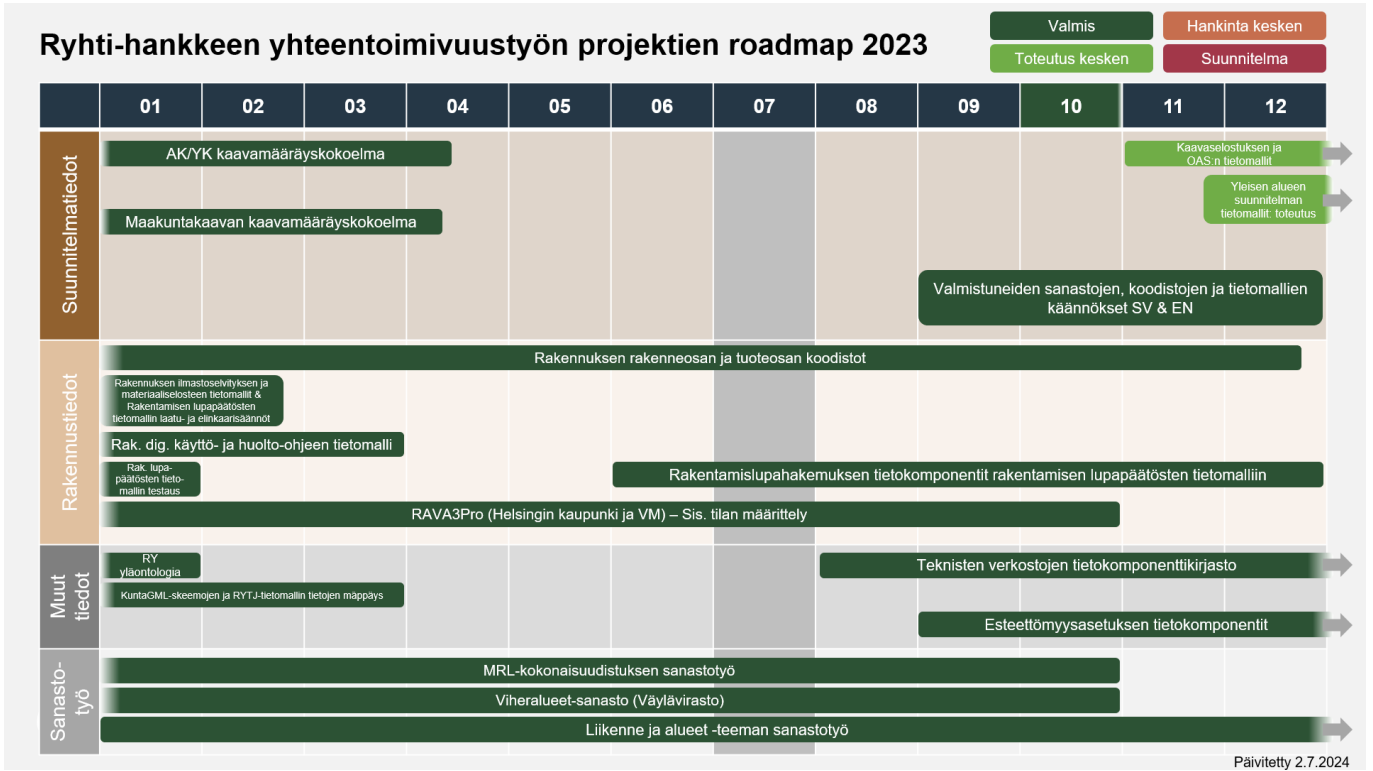 Ryhti-hankkeen yhteentoimivuustyön projektien roadmap 2023
Valmis
Hankinta kesken
Toteutus kesken
Suunnitelma
01 02 03 04 05 06 07 08 09 10 11 12
Suunnitelmatiedot
AK/YK kaavamääräyskokoelma
Kaavaselostuksen ja
OAS:n tietomallit
Yleisen alueen
suunnitelman
tietomallit: toteutus
Maakuntakaavan kaavamääräyskokoelma
Valmistuneiden sanastojen, koodistojen ja tietomallien
käännökset SV & EN
Rakennustiedot
Rakennuksen rakenneosan ja tuoteosan koodistot
Rakennuksen ilmastoselvityksen ja
materiaaliselosteen tietomallit &
Rakentamisen lupapäätösten
tietomallin laatu- ja elinkaarisäännöt
Rak. dig. käyttö- ja huolto-ohjeen tietomalli
Rak. lupa-
päätösten tieto-
mallin testaus
Rakentamislupahakemuksen tietokomponentit rakentamisen lupapäätösten tietomalliin
RAVA3Pro (Helsingin kaupunki ja VM) – Sis. tilan määrittely
Muut
tiedot
RY
yläontologia
Teknisten verkostojen tietokomponenttikirjasto
KuntaGML-skeemojen ja RYTJ-tietomallin tietojen mäppäys
Esteettömyysasetuksen tietokomponentit
Sanasto-
työ
MRL-kokonaisuudistuksen sanastotyö
Viheralueet-sanasto (Väylävirasto)
Liikenne ja alueet -teeman sanastotyö
Päivitetty 2.7.2024